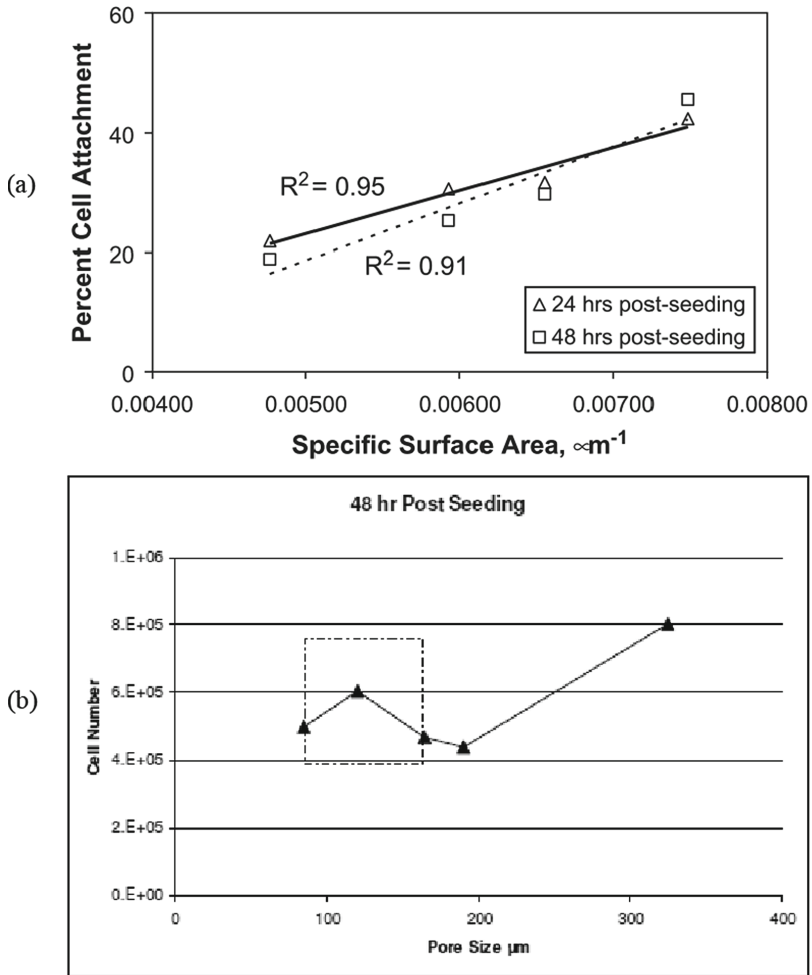 (a)
Percent Cell Attachment
60
40
20
0
R² = 0.95
R² = 0.91
△ 24 hrs post-seeding
□ 48 hrs post-seeding
0.00400 0.00500 0.00600 0.00700 0.00800
Specific Surface Area, ∝m⁻¹
(b)
48 hr Post Seeding
Cell Number
1.E+06
8.E+05
6.E+05
4.E+05
2.E+05
0.E+00
0 100 200 300 400
Pore Size µm